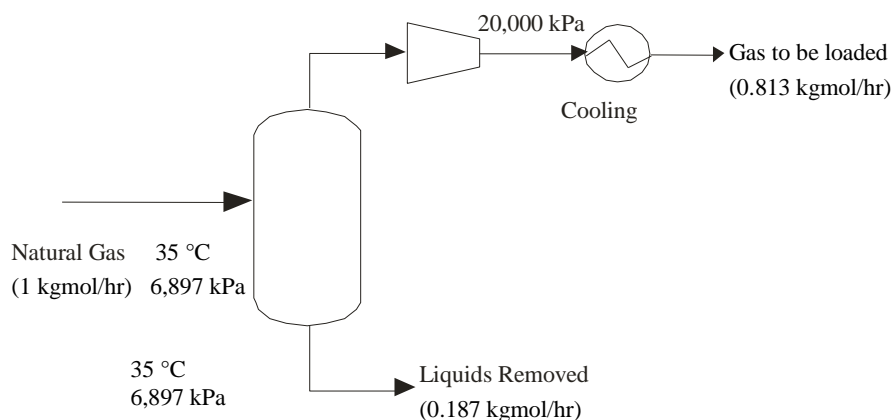 20,000 kPa
Gas to be loaded
(0.813 kgmol/hr)
Cooling
Natural Gas 35 °C
(1 kgmol/hr) 6,897 kPa
35 °C
6,897 kPa
Liquids Removed
(0.187 kgmol/hr)